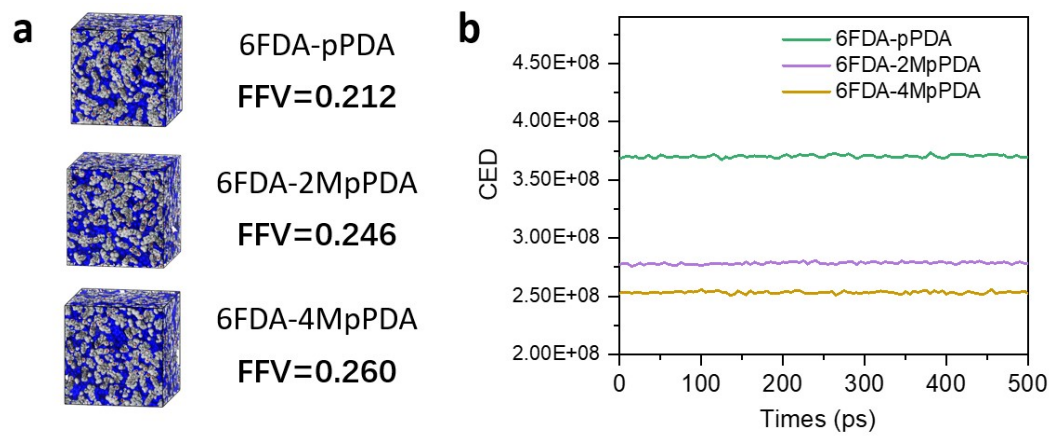 a
6FDA-pPDA
FFV=0.212
6FDA-2MpPDA
FFV=0.246
6FDA-4MpPDA
FFV=0.260
b
6FDA-pPDA
6FDA-2MpPDA
6FDA-4MpPDA
CED
4.50E+08
4.00E+08
3.50E+08
3.00E+08
2.50E+08
2.00E+08
0 100 200 300 400 500
Times (ps)